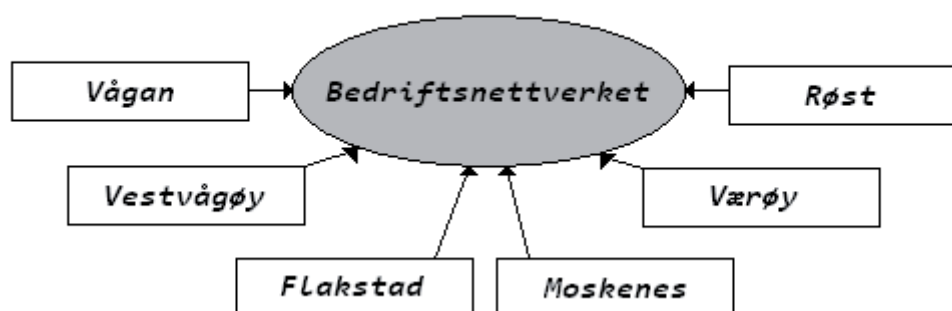 Vågan
Bedriftsnettverket
Røst
Vestvågøy
Værøy
Flakstad
Moskenes